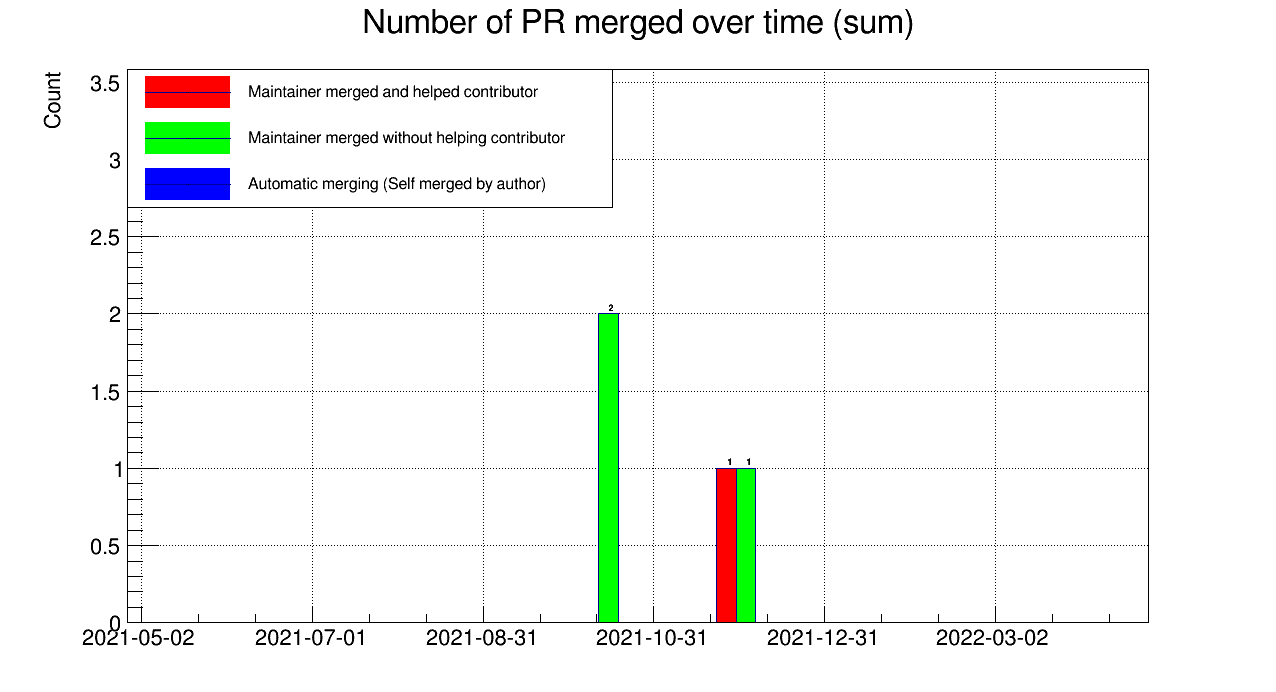 Number of PR merged over time (sum)
Count
3.5
3
2.5
2
1.5
1
0.5
0
Maintainer merged and helped contributor
Maintainer merged without helping contributor
Automatic merging (Self merged by author)
2
1 1
2021-05-02 2021-07-01 2021-08-31 2021-10-31 2021-12-31 2022-03-02